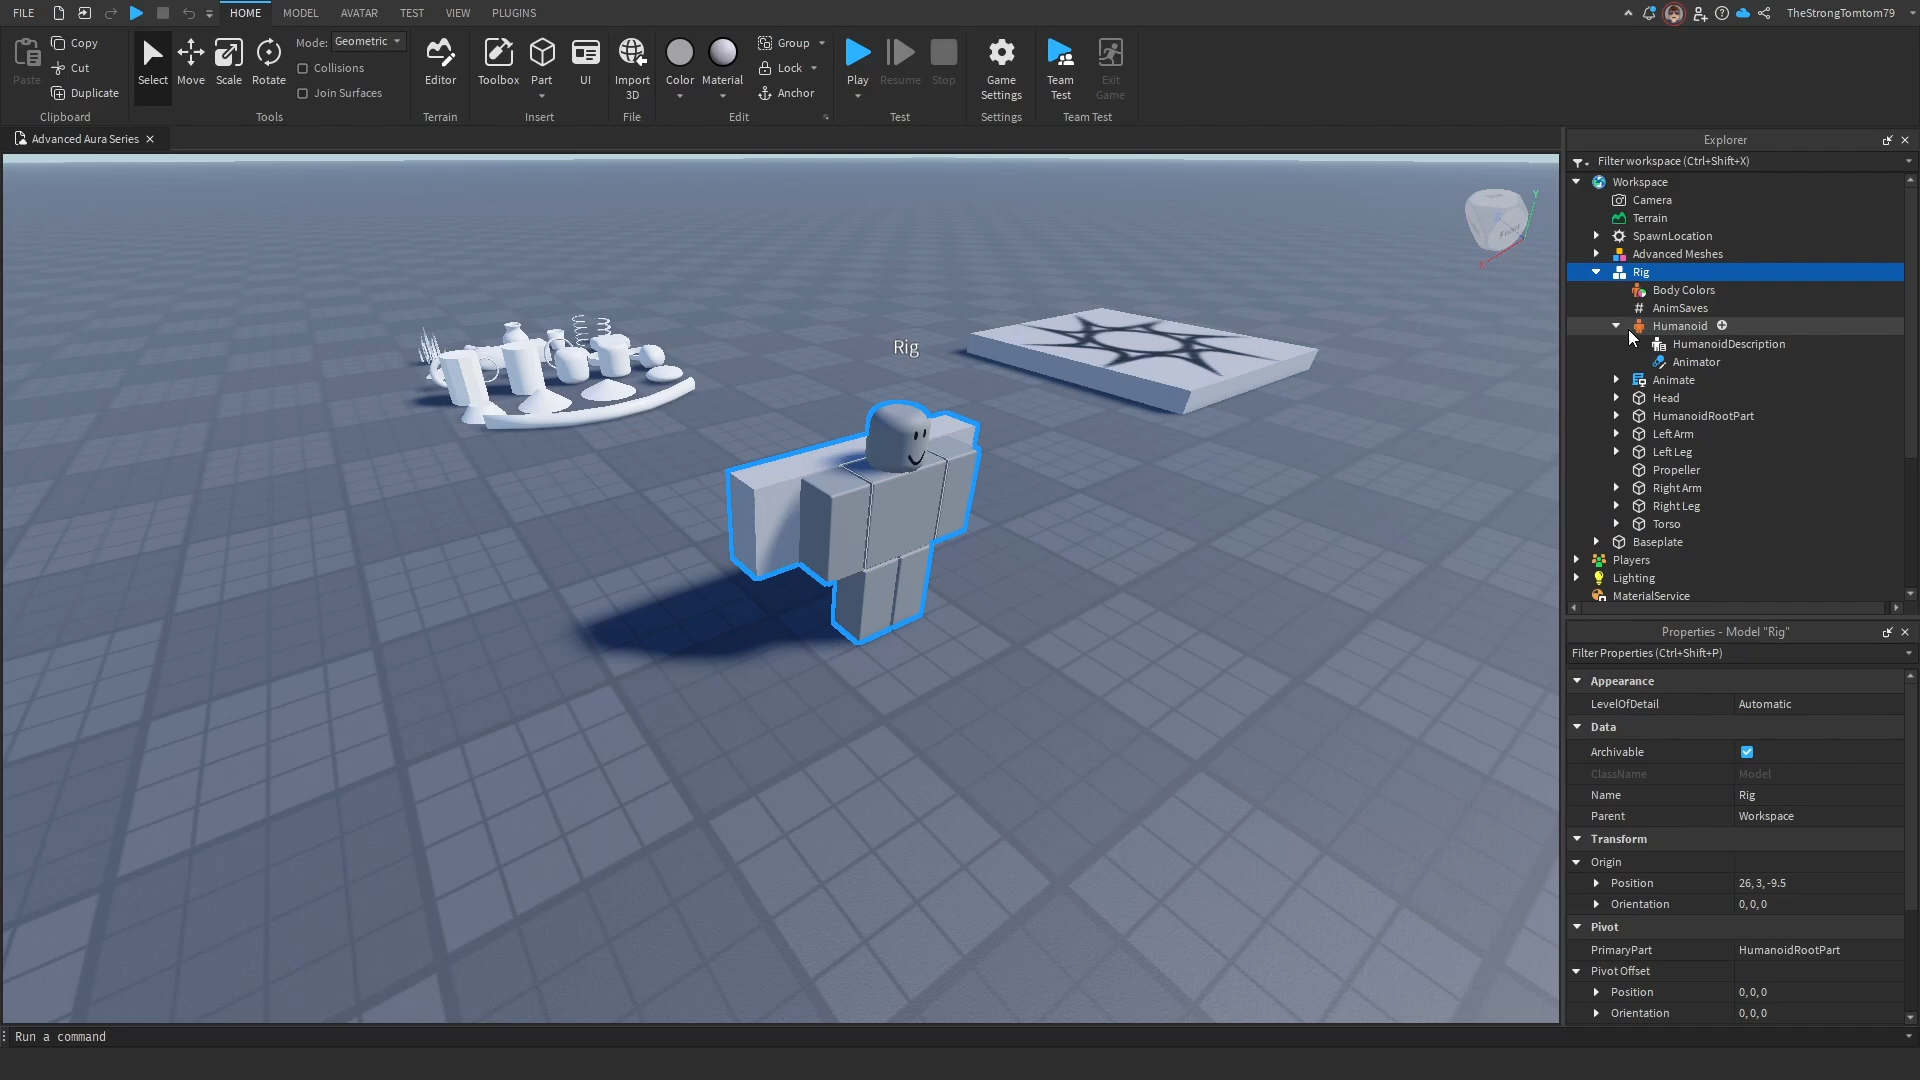 FILE HOME MODEL AVATAR TEST VIEW PLUGINS TheStrongTomtom79
Paste Copy Cut Duplicate Clipboard
Select Move Scale Rotate Mode: Geometric Collisions Join Surfaces Tools
Editor Terrain
Toolbox Part UI Insert
Import 3D File
Color Material Group Lock Anchor Edit
Play Resume Stop Test
Game Settings Settings
Team Test Exit Game Team Test
Advanced Aura Series
Rig
Explorer
Filter workspace (Ctrl+Shift+X)
Workspace
Camera
Terrain
SpawnLocation
Advanced Meshes
Rig
Body Colors
AnimSaves
Humanoid
HumanoidDescription
Animator
Animate
Head
HumanoidRootPart
Left Arm
Left Leg
Propeller
Right Arm
Right Leg
Torso
Baseplate
Players
Lighting
MaterialService
Properties - Model "Rig"
Filter Properties (Ctrl+Shift+P)
Appearance
LevelOfDetail Automatic
Data
Archivable
ClassName Model
Name Rig
Parent Workspace
Transform
Origin
Position 26, 3, -9.5
Orientation 0, 0, 0
Pivot
PrimaryPart HumanoidRootPart
Pivot Offset
Position 0, 0, 0
Orientation 0, 0, 0
Run a command